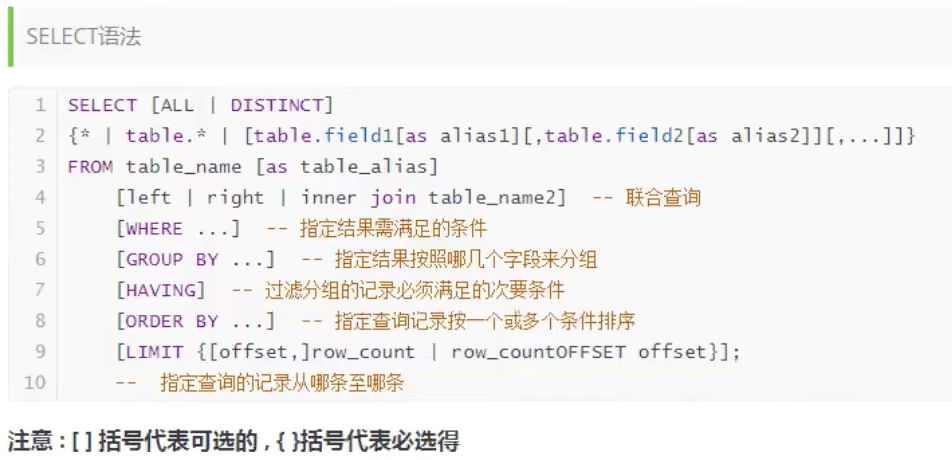 SELECT语法
1 SELECT [ALL | DISTINCT]
2 {* | table.* | [table.field1[as alias1][,table.field2[as alias2]][,...]]}
3 FROM table_name [as table_alias]
4 [left | right | inner join table_name2] -- 联合查询
5 [WHERE ...] -- 指定结果需满足的条件
6 [GROUP BY ...] -- 指定结果按照哪几个字段来分组
7 [HAVING] -- 过滤分组的记录必须满足的次要条件
8 [ORDER BY ...] -- 指定查询记录按一个或多个条件排序
9 [LIMIT {[offset,]row_count | row_countOFFSET offset}];
10 -- 指定查询的记录从哪条至哪条
注意 : [ ] 括号代表可选的 , { }括号代表必选得